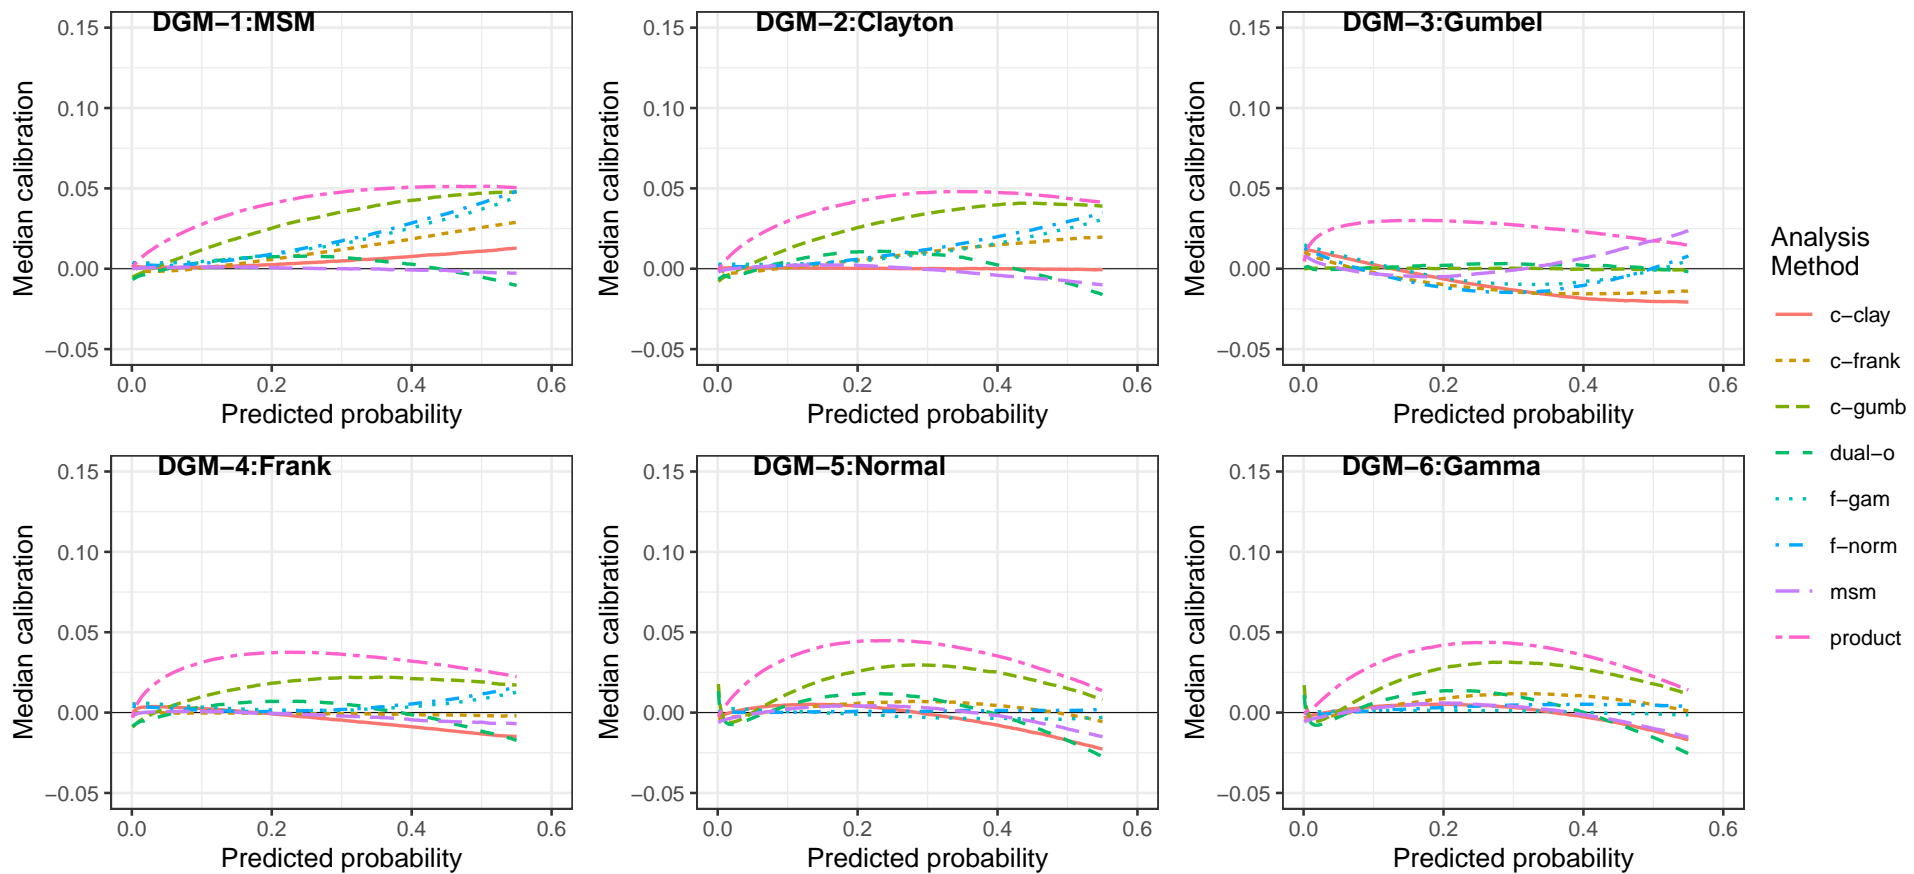 DGM−1:MSM
0.15
0.10
0.05
0.00
−0.05
Median calibration
0.0 0.2 0.4 0.6
Predicted probability
DGM−2:Clayton
0.15
0.10
0.05
0.00
−0.05
Median calibration
0.0 0.2 0.4 0.6
Predicted probability
DGM−3:Gumbel
0.15
0.10
0.05
0.00
−0.05
Median calibration
0.0 0.2 0.4 0.6
Predicted probability
DGM−4:Frank
0.15
0.10
0.05
0.00
−0.05
Median calibration
0.0 0.2 0.4 0.6
Predicted probability
DGM−5:Normal
0.15
0.10
0.05
0.00
−0.05
Median calibration
0.0 0.2 0.4 0.6
Predicted probability
DGM−6:Gamma
0.15
0.10
0.05
0.00
−0.05
Median calibration
0.0 0.2 0.4 0.6
Predicted probability
Analysis
Method
c−clay
c−frank
c−gumb
dual−o
f−gam
f−norm
msm
product